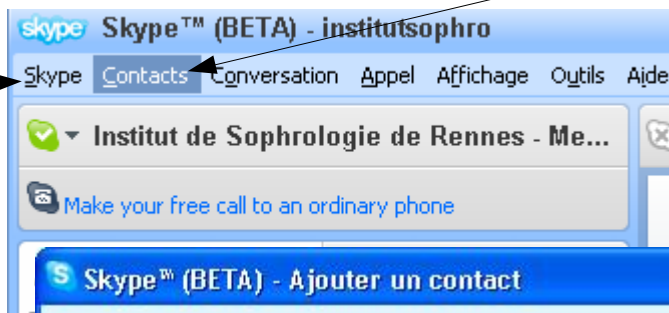 skype Skype™ (BETA) - institutsophro
Skype Contacts Conversation Appel Affichage Outils Aide
Institut de Sophrologie de Rennes - Me...
Make your free call to an ordinary phone
S Skype™ (BETA) - Ajouter un contact